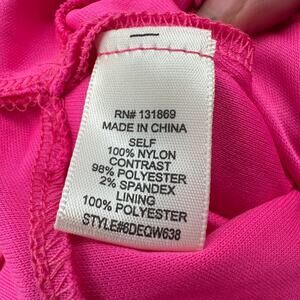 RN# 131869
MADE IN CHINA
SELF
100% NYLON
CONTRAST
98% POLYESTER
2% SPANDEX
LINING
100% POLYESTER
STYLE#6DEQW638